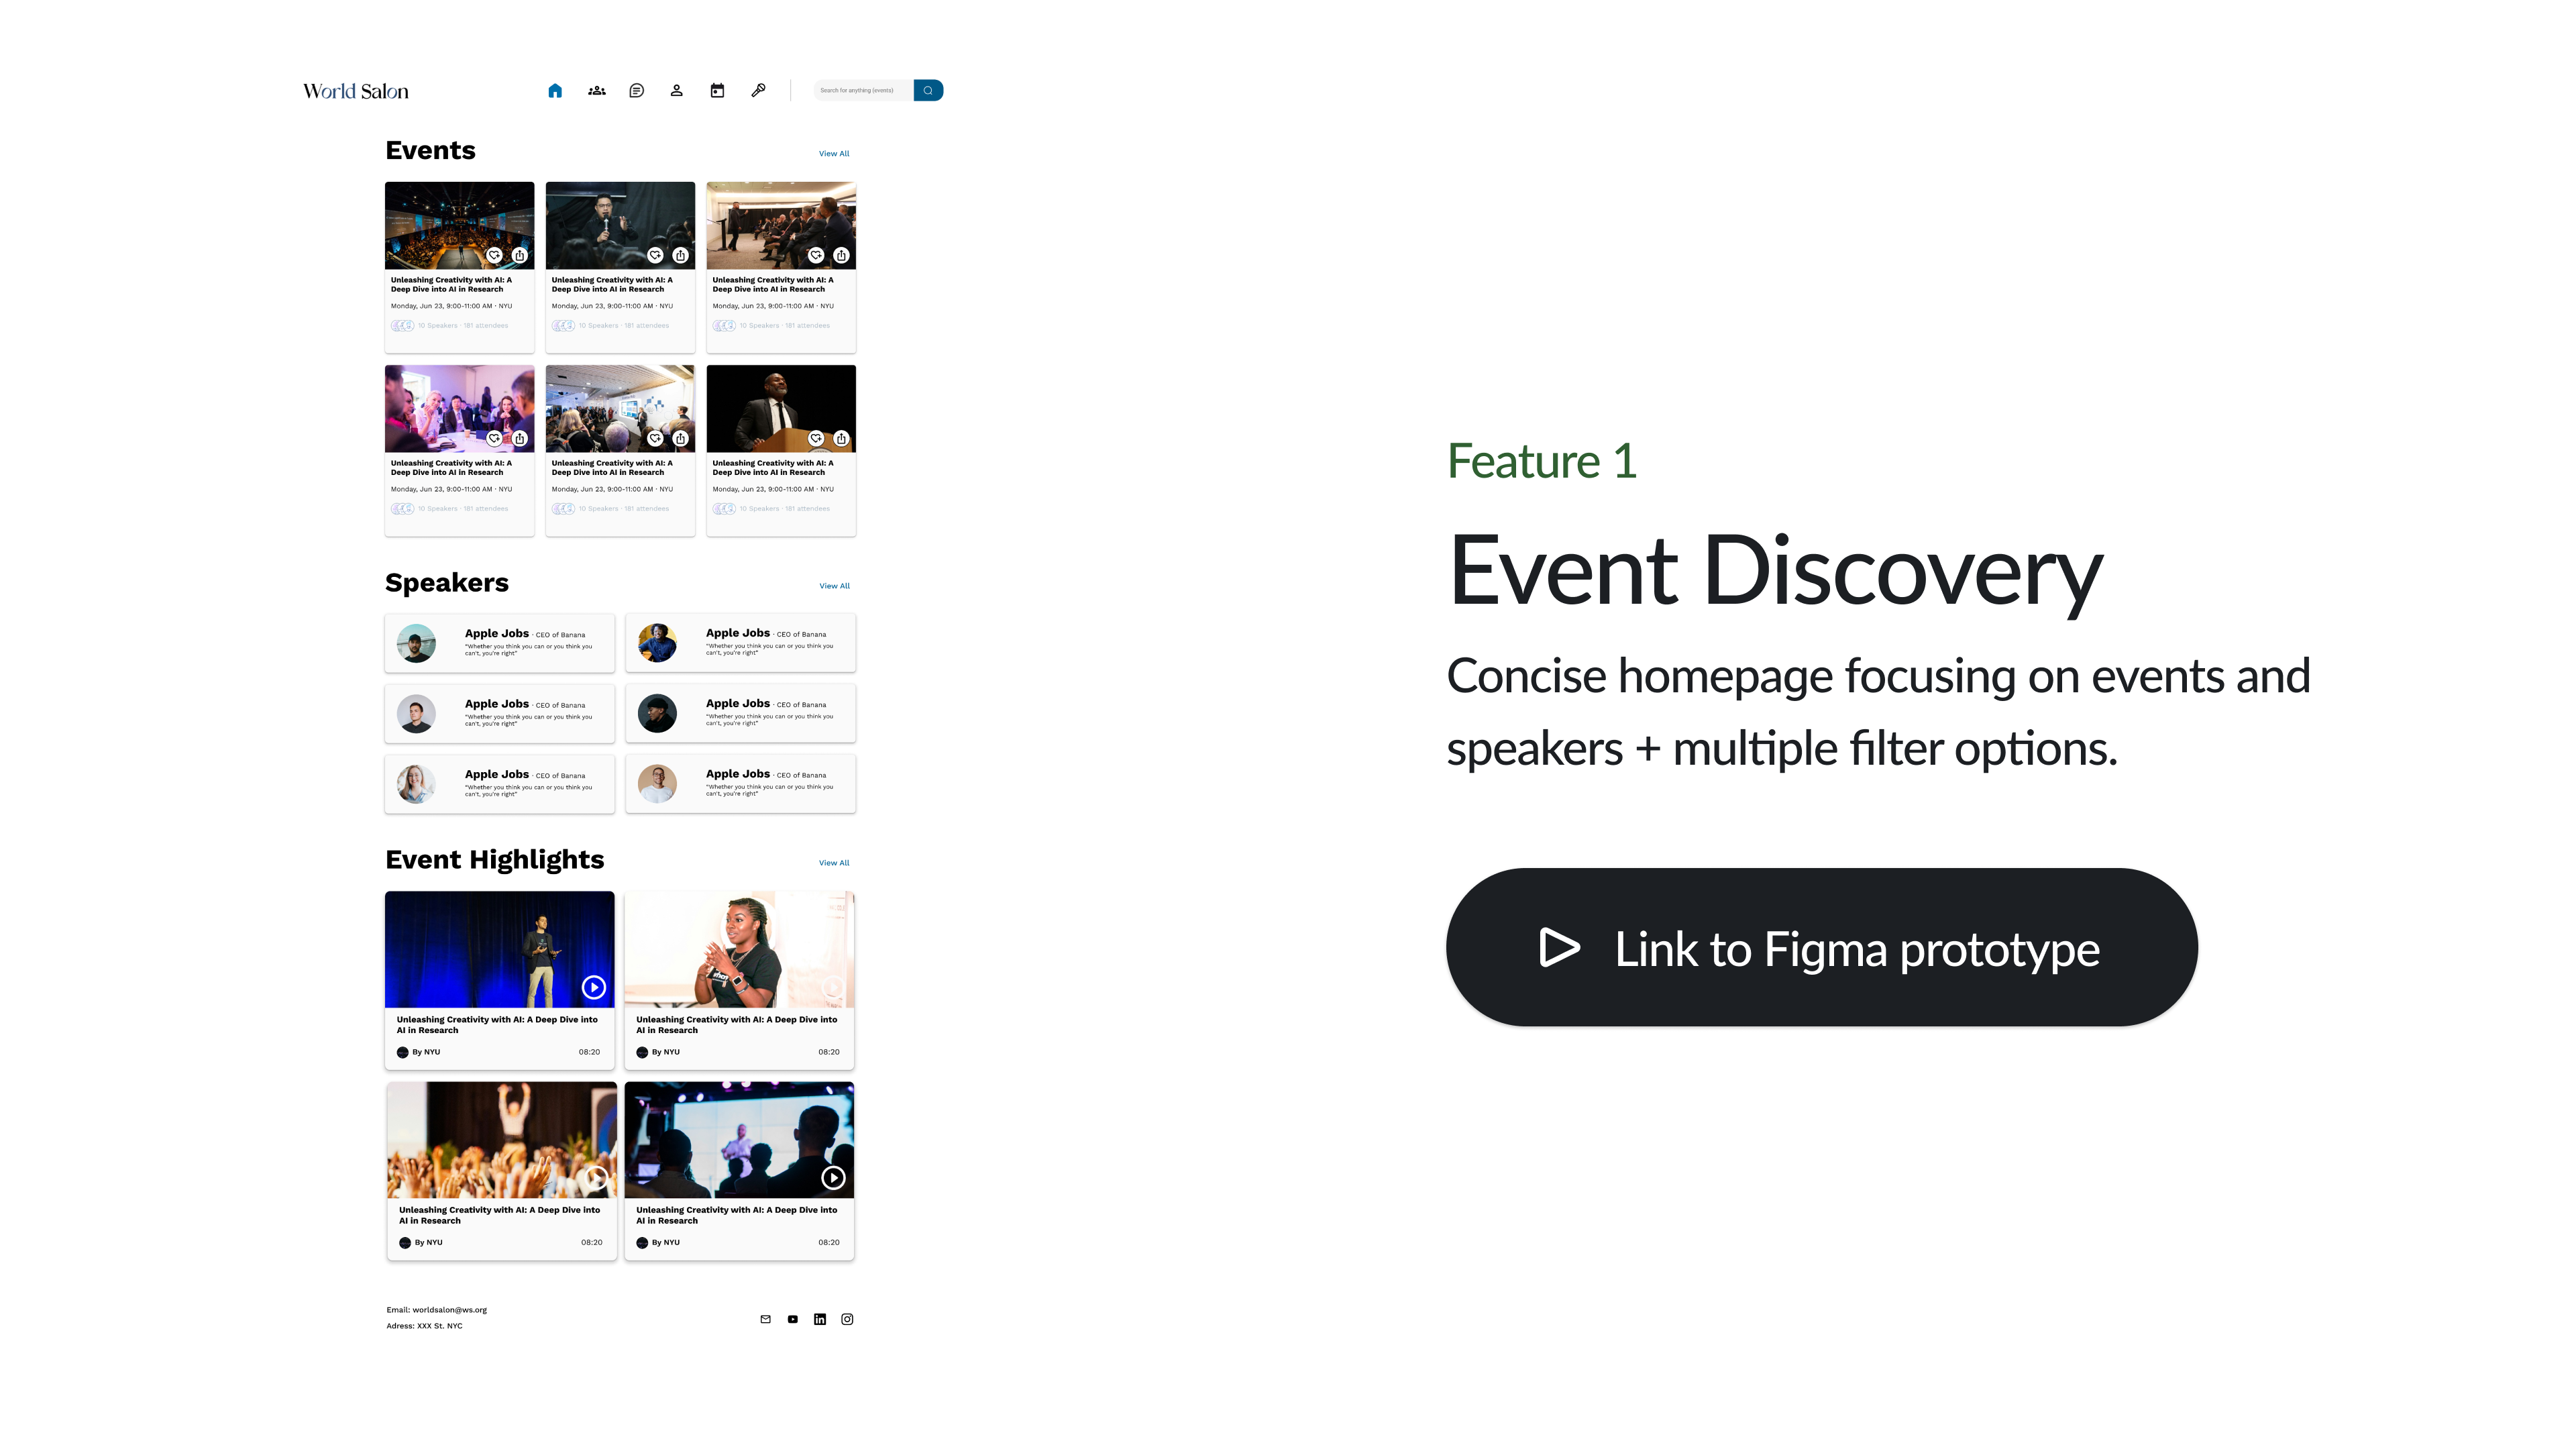 World Salon
Search for anything (events)
Events
View All
Unleashing Creativity with AI: A
Deep Dive into AI in Research
Monday, Jun 23, 9:00-11:00 AM · NYU
10 Speakers · 181 attendees
Unleashing Creativity with AI: A
Deep Dive into AI in Research
Monday, Jun 23, 9:00-11:00 AM · NYU
10 Speakers · 181 attendees
Unleashing Creativity with AI: A
Deep Dive into AI in Research
Monday, Jun 23, 9:00-11:00 AM · NYU
10 Speakers · 181 attendees
Unleashing Creativity with AI: A
Deep Dive into AI in Research
Monday, Jun 23, 9:00-11:00 AM · NYU
10 Speakers · 181 attendees
Unleashing Creativity with AI: A
Deep Dive into AI in Research
Monday, Jun 23, 9:00-11:00 AM · NYU
10 Speakers · 181 attendees
Unleashing Creativity with AI: A
Deep Dive into AI in Research
Monday, Jun 23, 9:00-11:00 AM · NYU
10 Speakers · 181 attendees
Speakers
View All
Apple Jobs · CEO of Banana
"Whether you think you can or you think you
can't, you're right"
Apple Jobs · CEO of Banana
"Whether you think you can or you think you
can't, you're right"
Apple Jobs · CEO of Banana
"Whether you think you can or you think you
can't, you're right"
Apple Jobs · CEO of Banana
"Whether you think you can or you think you
can't, you're right"
Apple Jobs · CEO of Banana
"Whether you think you can or you think you
can't, you're right"
Apple Jobs · CEO of Banana
"Whether you think you can or you think you
can't, you're right"
Event Highlights
View All
Unleashing Creativity with AI: A Deep Dive into
AI in Research
By NYU 08:20
Unleashing Creativity with AI: A Deep Dive into
AI in Research
By NYU 08:20
Unleashing Creativity with AI: A Deep Dive into
AI in Research
By NYU 08:20
Unleashing Creativity with AI: A Deep Dive into
AI in Research
By NYU 08:20
Email: worldsalon@ws.org
Adress: XXX St. NYC
Feature 1
Event Discovery
Concise homepage focusing on events and
speakers + multiple filter options.
Link to Figma prototype